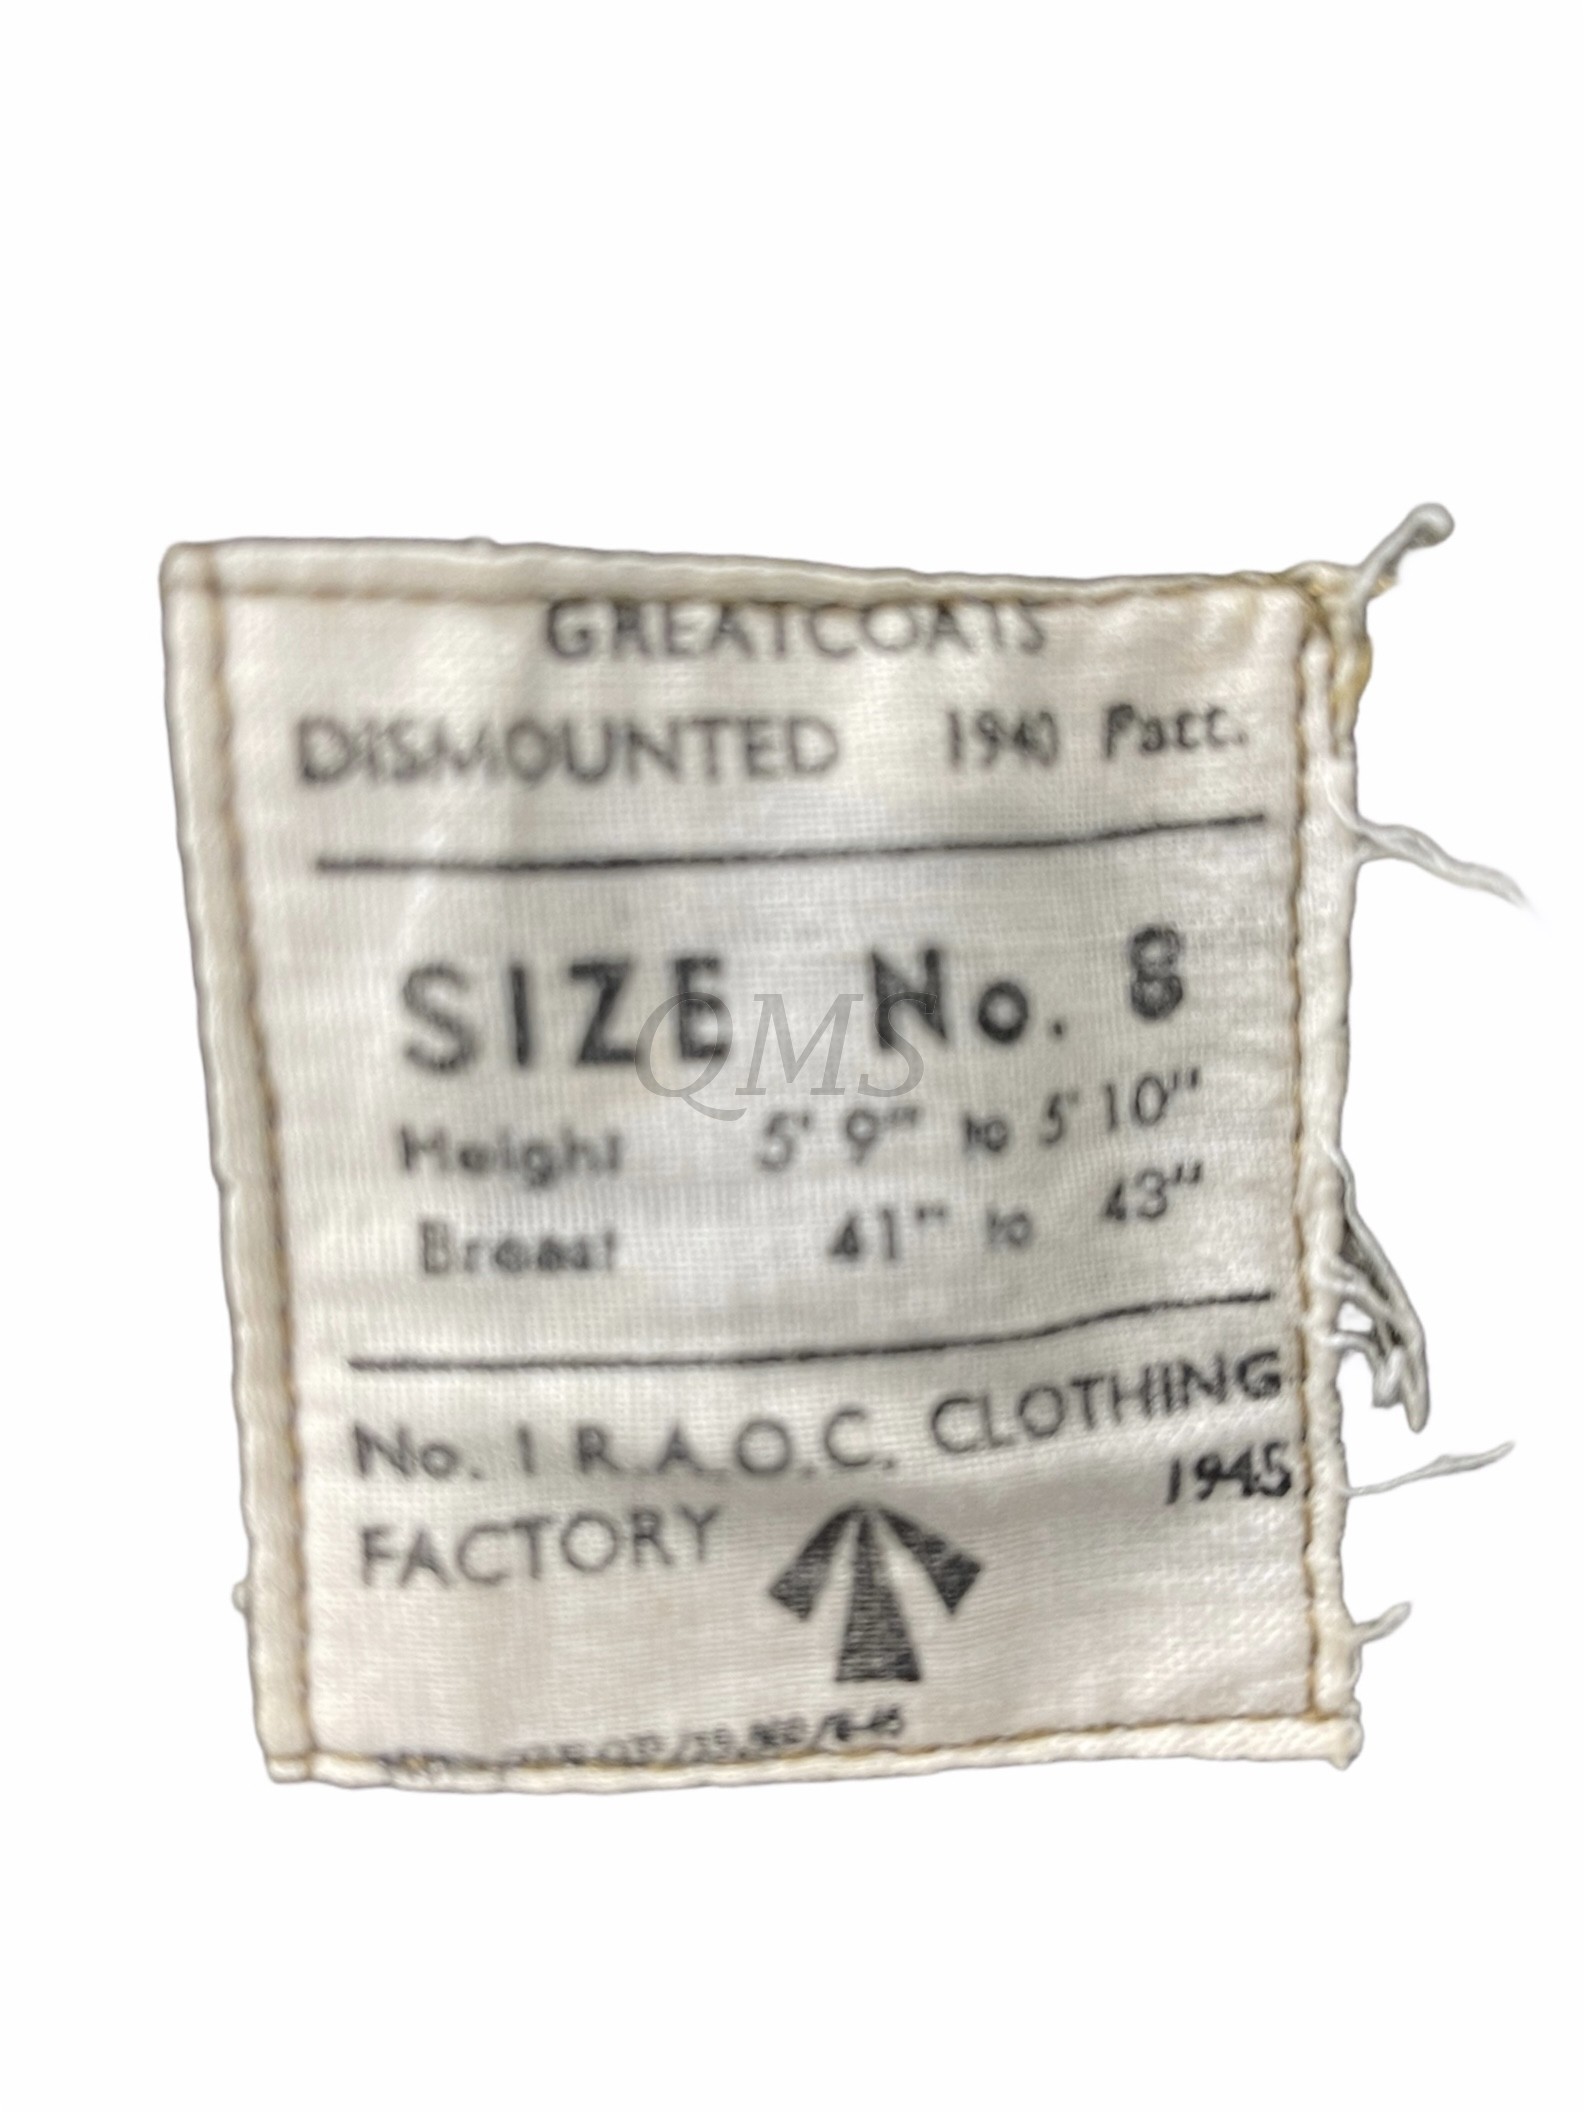 GREATCOATS
DISMOUNTED 1940 Patt.
SIZE No. 8
QMS
Height 5' 9" to 5' 10"
Breast 41" to 43"
No. 1 R.A.O.C. CLOTHING
FACTORY 1945